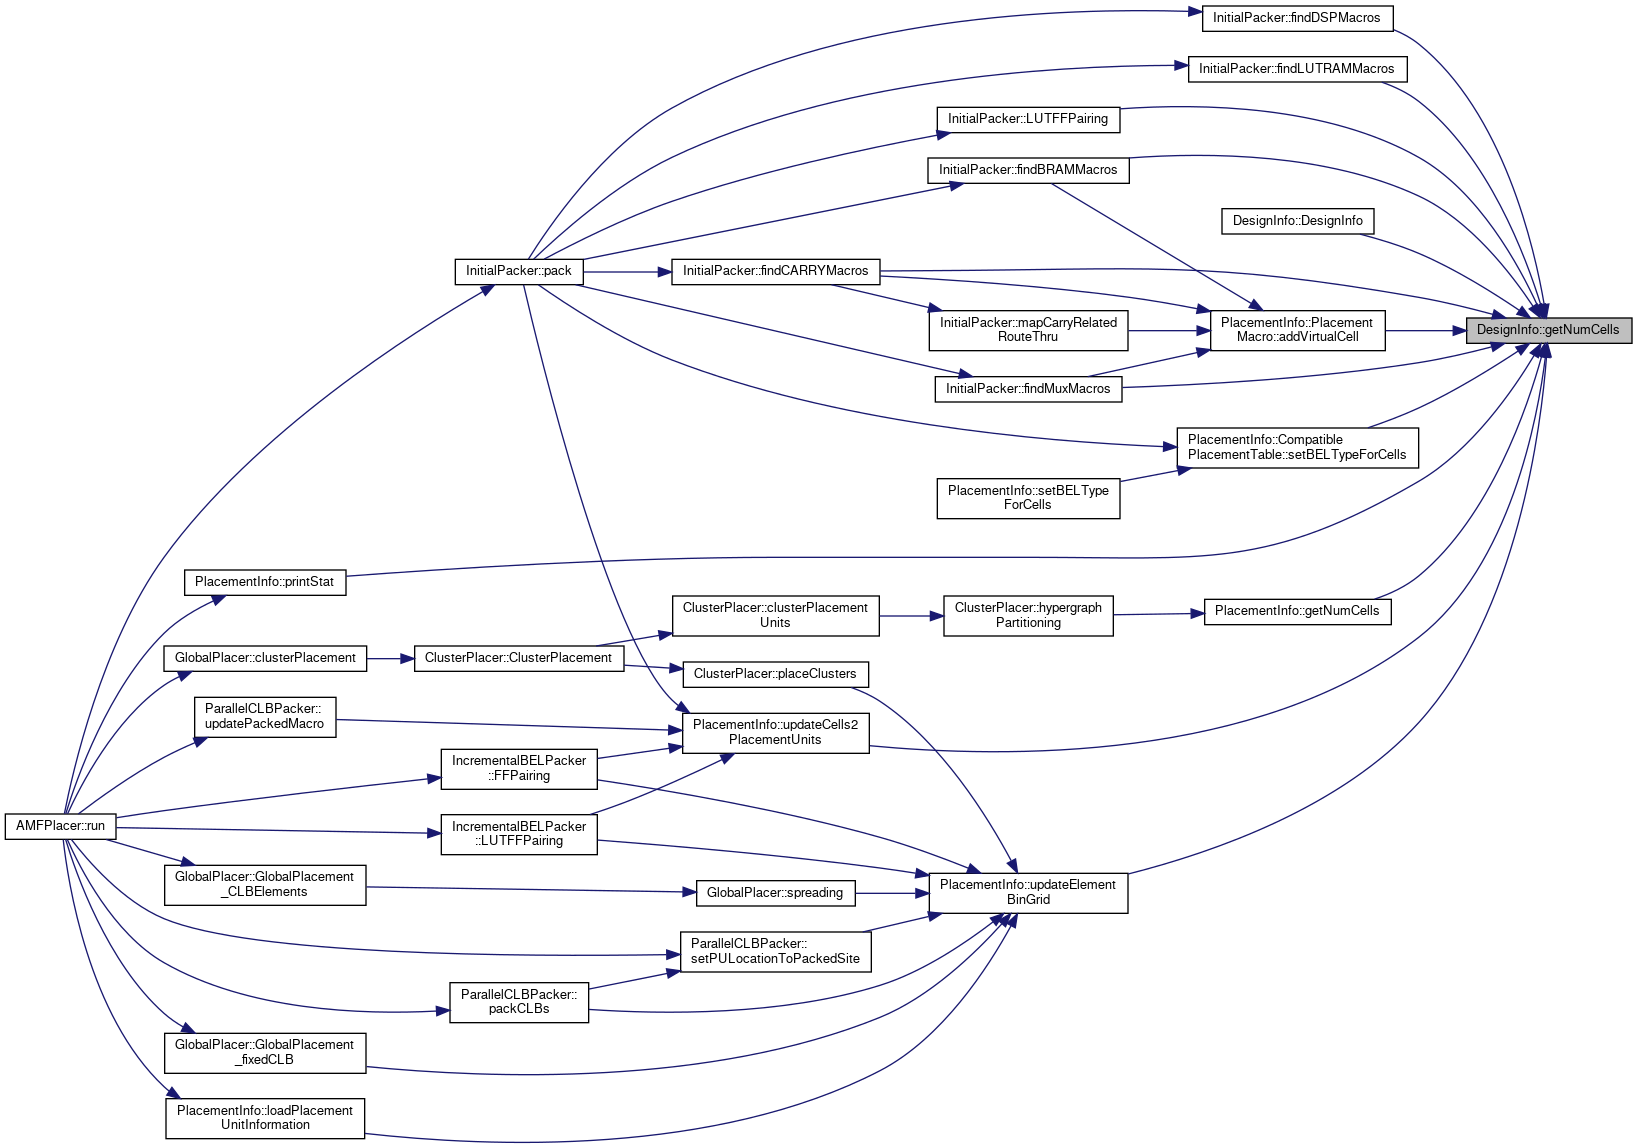 InitialPacker::findDSPMacros
InitialPacker::findLUTRAMMacros
InitialPacker::LUTFFPairing
InitialPacker::findBRAMMacros
DesignInfo::DesignInfo
InitialPacker::pack
InitialPacker::findCARRYMacros
InitialPacker::mapCarryRelated
RouteThru
PlacementInfo::Placement
Macro::addVirtualCell
DesignInfo::getNumCells
InitialPacker::findMuxMacros
PlacementInfo::Compatible
PlacementTable::setBELTypeForCells
PlacementInfo::setBELType
ForCells
PlacementInfo::printStat
ClusterPlacer::clusterPlacement
Units
ClusterPlacer::hypergraph
Partitioning
PlacementInfo::getNumCells
GlobalPlacer::clusterPlacement
ClusterPlacer::ClusterPlacement
ClusterPlacer::placeClusters
ParallelCLBPacker::
updatePackedMacro
PlacementInfo::updateCells2
PlacementUnits
IncrementalBELPacker
::FFPairing
AMFPlacer::run
IncrementalBELPacker
::LUTFFPairing
GlobalPlacer::GlobalPlacement
_CLBElements
GlobalPlacer::spreading
PlacementInfo::updateElement
BinGrid
ParallelCLBPacker::
setPULocationToPackedSite
ParallelCLBPacker::
packCLBs
GlobalPlacer::GlobalPlacement
_fixedCLB
PlacementInfo::loadPlacement
UnitInformation